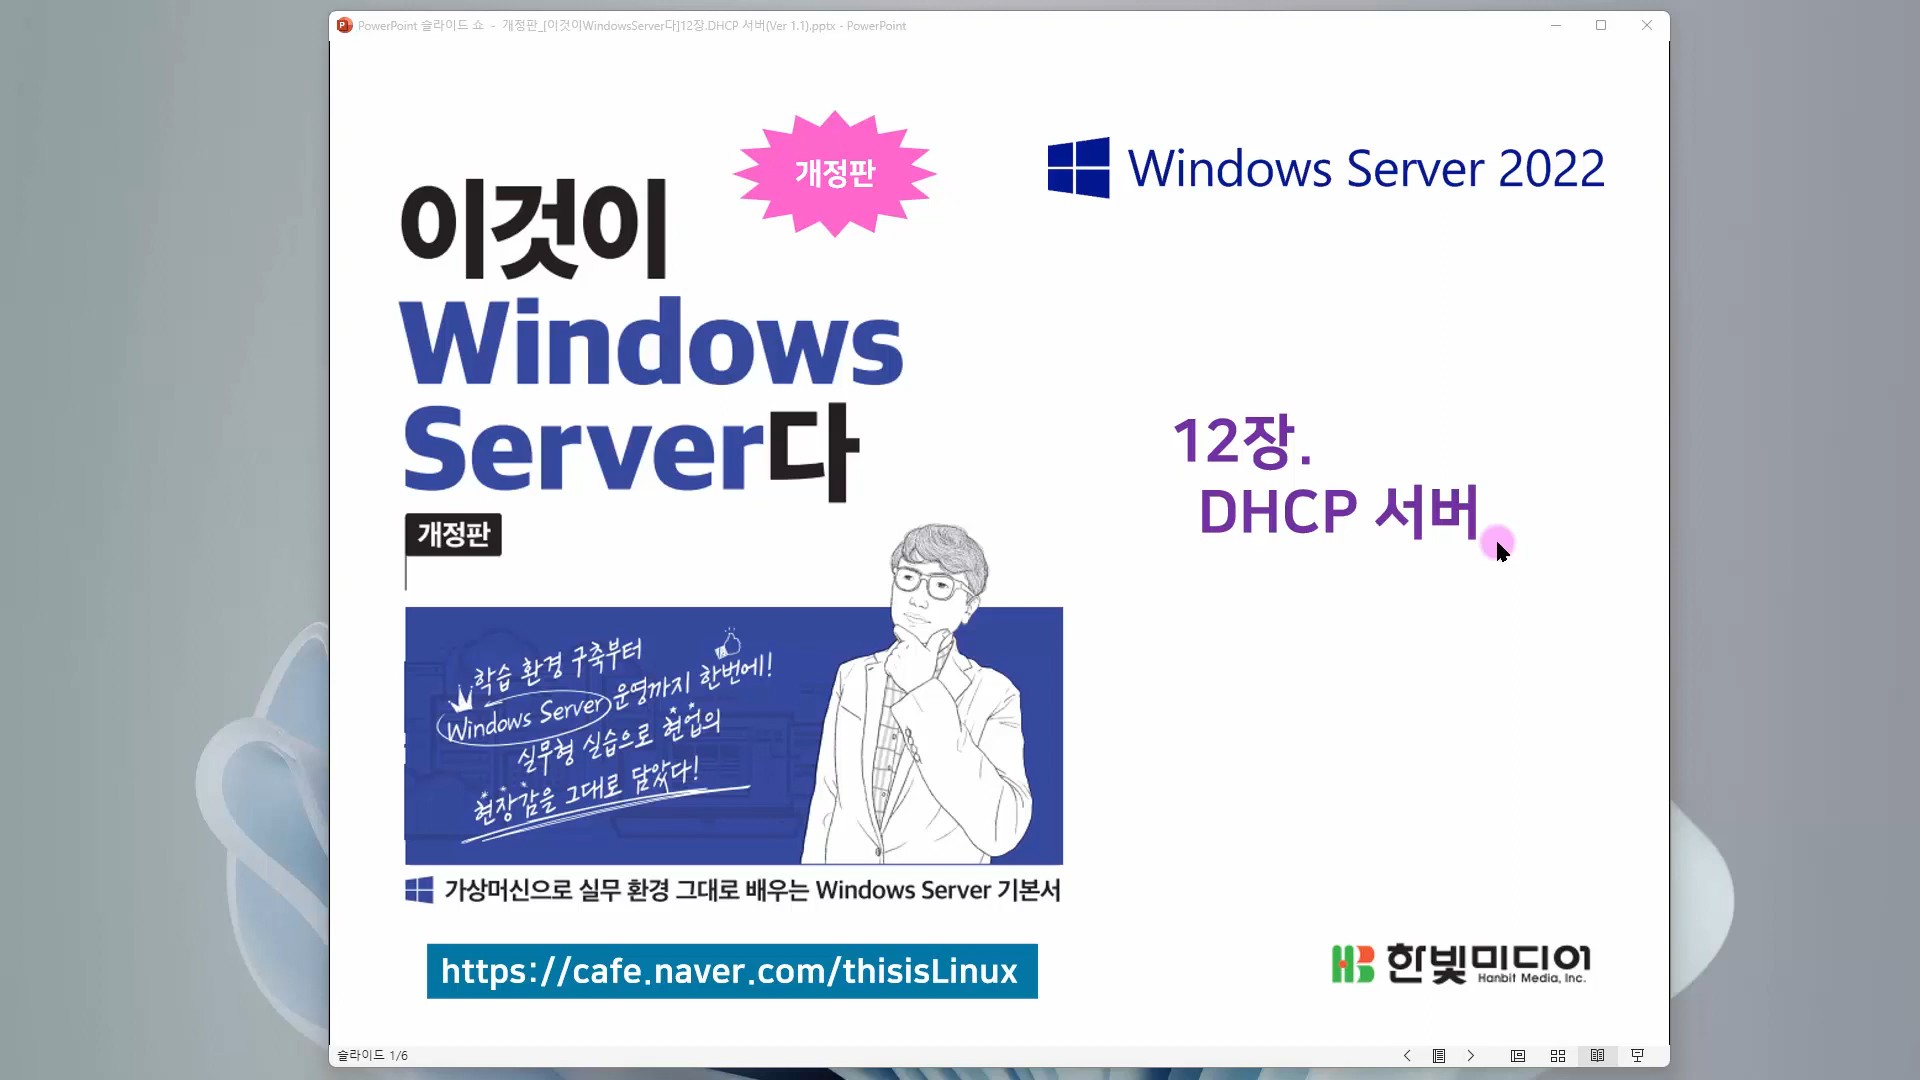 PowerPoint 슬라이드 쇼 - 개정판_[이것이WindowsServer다]12장.DHCP 서버(Ver 1.1).pptx - PowerPoint
개정판
Windows Server 2022
이것이
Windows
Server다
개정판
12장.
DHCP 서버
학습 환경 구축부터
Windows Server 운영까지 한번에!
실무형 실습으로 현업의
현장감을 그대로 담았다!
가상머신으로 실무 환경 그대로 배우는 Windows Server 기본서
https://cafe.naver.com/thisisLinux
한빛미디어
Hanbit Media, Inc.
슬라이드 1/6